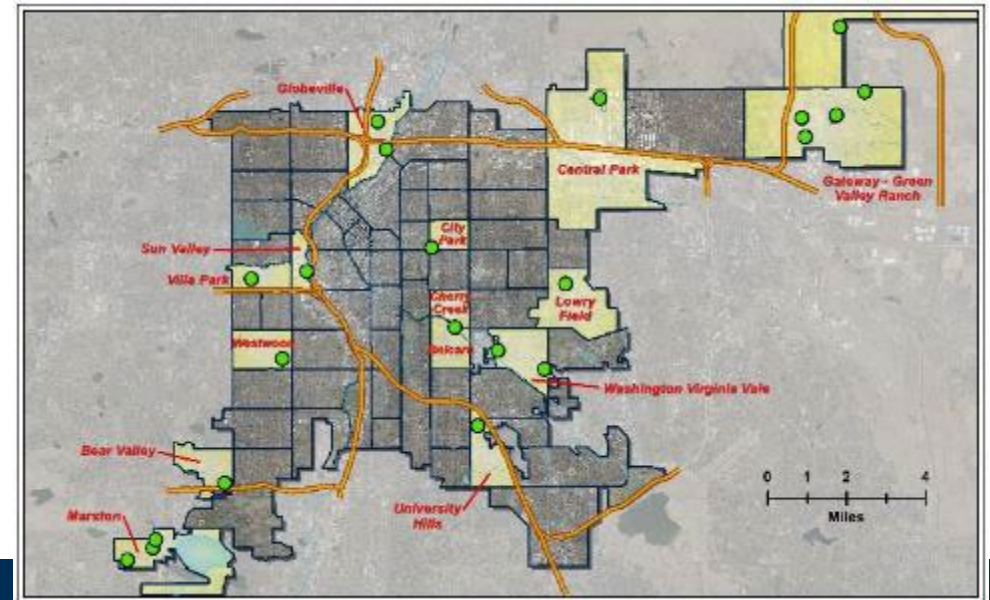 Globeville
Central Park
Gateway - Green
Valley Ranch
City
Park
Sun Valley
Villa Park
Cherry
Creek
Lowry
Field
Westwood
Belcaro
Washington Virginia Vale
Bear Valley
0 1 2 4
Miles
University
Hills
Marston